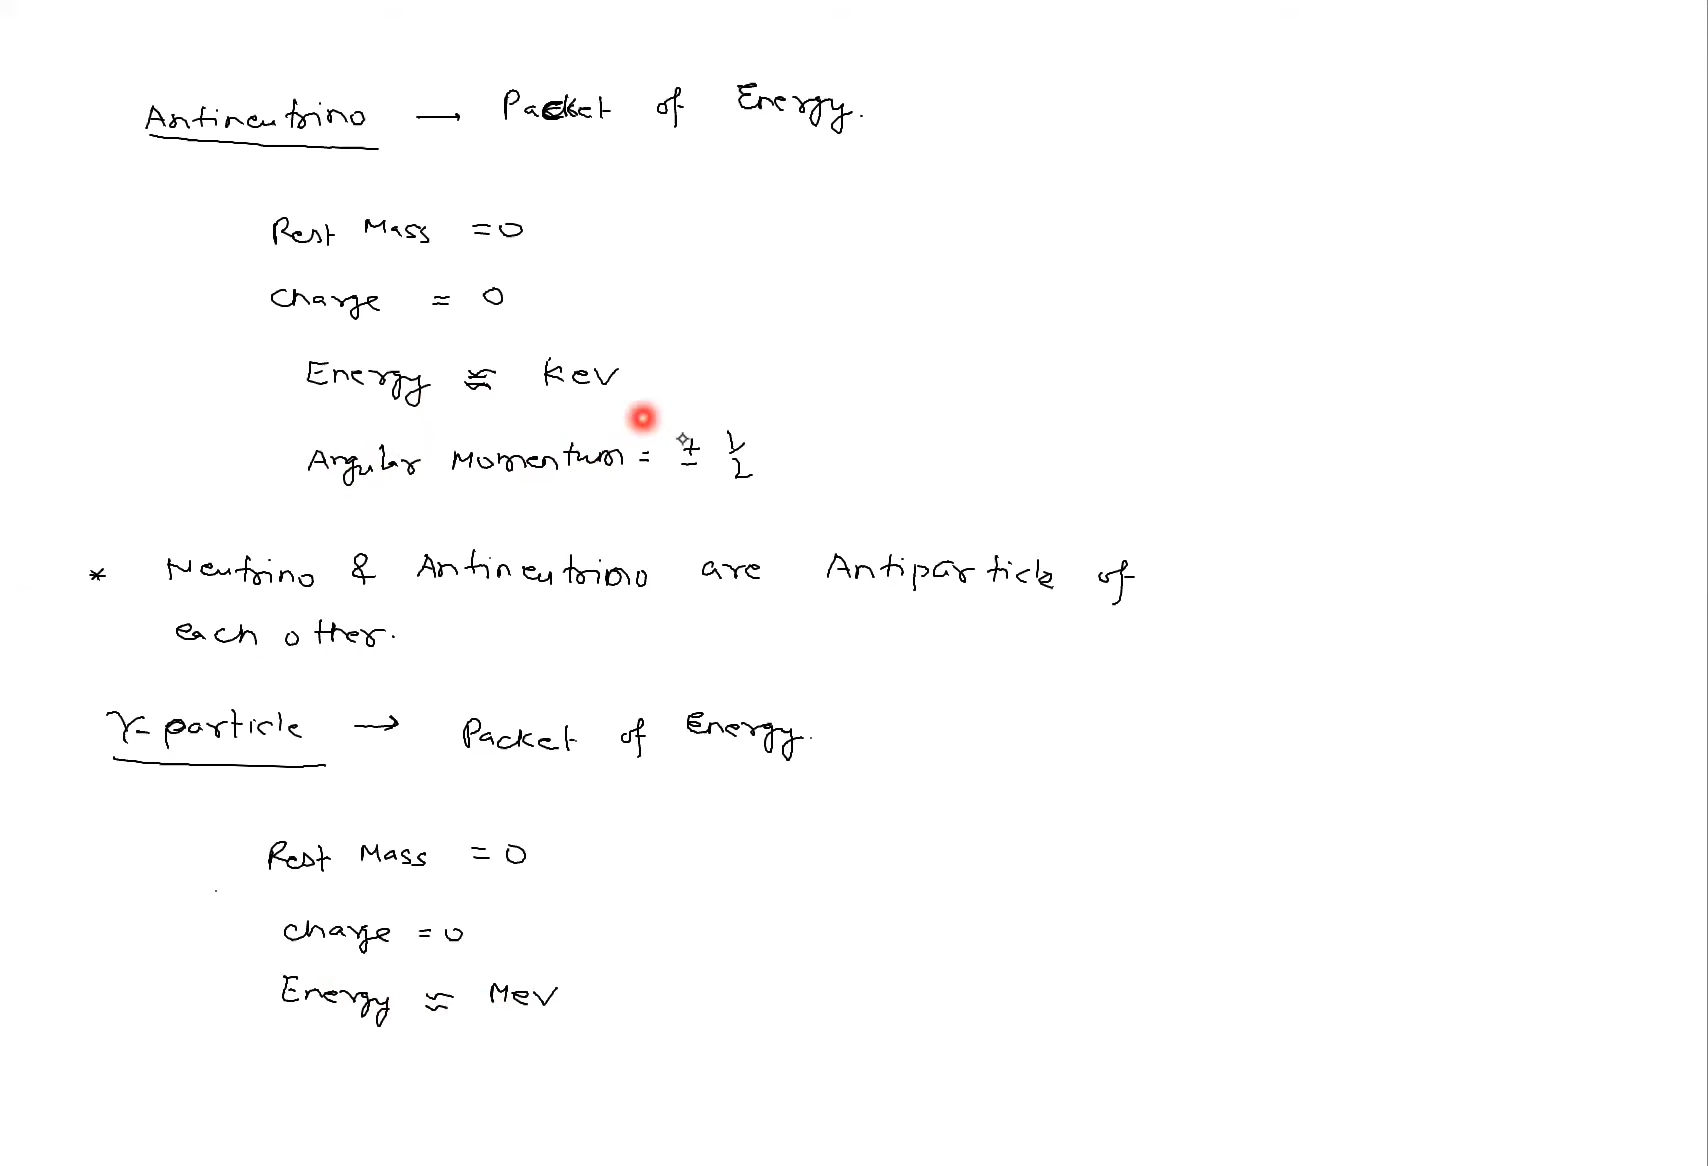 Antineutrino → Packet of Energy.
Rest Mass = 0
charge = 0
Energy ≈ kev
Angular Momentum = ± 1/2
* Neutrino & Antineutrino are Antiparticle of
each other.
γ-particle → Packet of Energy.
Rest Mass = 0
charge = 0
Energy ≈ Mev